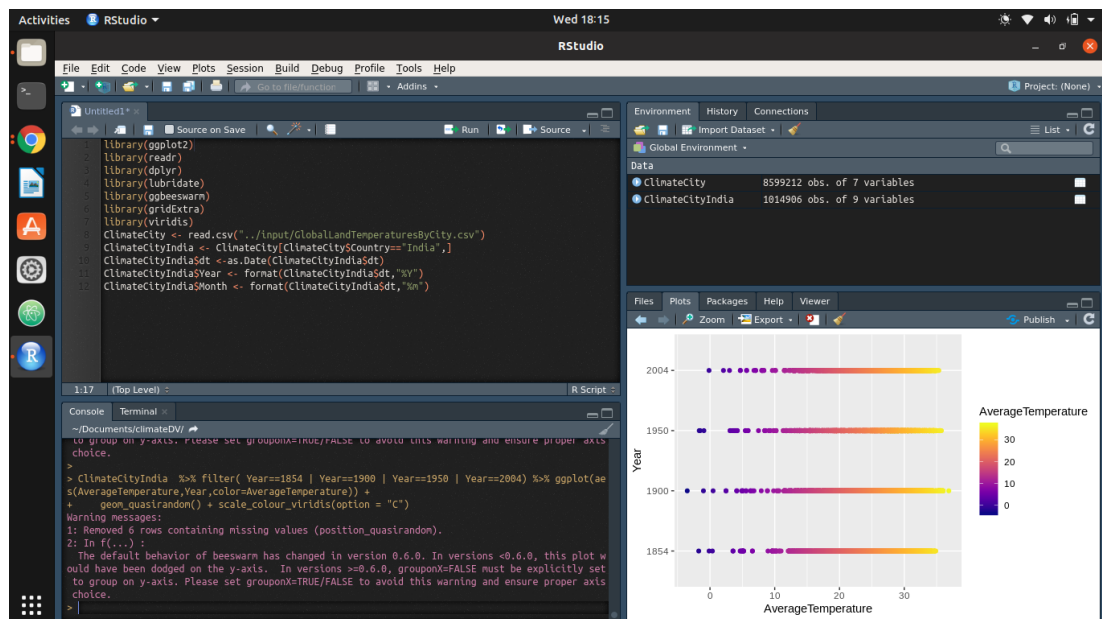 Activities RStudio Wed 18:15
RStudio
File Edit Code View Plots Session Build Debug Profile Tools Help
Go to file/function Addins Project: (None)
Untitled1*
Source on Save Run Source
1 library(ggplot2)
2 library(readr)
3 library(dplyr)
4 library(lubridate)
5 library(ggbeeswarm)
6 library(gridExtra)
7 library(viridis)
8 ClimateCity <- read.csv("../input/GlobalLandTemperaturesByCity.csv")
9 ClimateCityIndia <- ClimateCity[ClimateCity$Country=="India",]
10 ClimateCityIndia$dt <-as.Date(ClimateCityIndia$dt)
11 ClimateCityIndia$Year <- format(ClimateCityIndia$dt,"%Y")
12 ClimateCityIndia$Month <- format(ClimateCityIndia$dt,"%m")
1:17 (Top Level) R Script
Console Terminal
~/Documents/climateDV/
to group on y-axis. Please set grouponX=TRUE/FALSE to avoid this warning and ensure proper axis
choice.
>
> ClimateCityIndia %>% filter( Year==1854 | Year==1900 | Year==1950 | Year==2004) %>% ggplot(ae
s(AverageTemperature,Year,color=AverageTemperature)) +
+ geom_quasirandom() + scale_colour_viridis(option = "C")
Warning messages:
1: Removed 6 rows containing missing values (position_quasirandom).
2: In f(...) :
The default behavior of beeswarm has changed in version 0.6.0. In versions <0.6.0, this plot w
ould have been dodged on the y-axis. In versions >=0.6.0, grouponX=FALSE must be explicitly set
to group on y-axis. Please set grouponX=TRUE/FALSE to avoid this warning and ensure proper axis
choice.
>
Environment History Connections
Import Dataset List
Global Environment
Data
ClimateCity 8599212 obs. of 7 variables
ClimateCityIndia 1014906 obs. of 9 variables
Files Plots Packages Help Viewer
Zoom Export Publish
2004
1950
1900
1854
Year
0 10 20 30
AverageTemperature
AverageTemperature
30
20
10
0